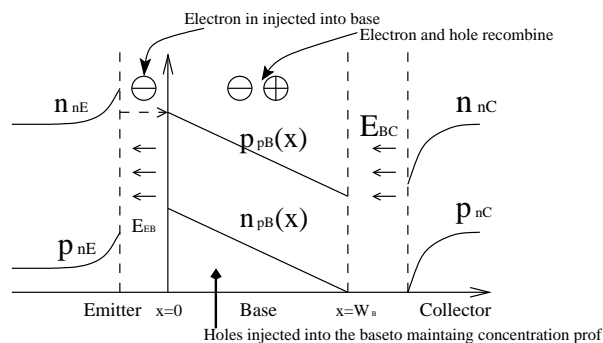 Electron in injected into base
Electron and hole recombine
n nE
p pB(x)
E BC
n nC
E EB
n pB(x)
p nE
p nC
Emitter x=0 Base x=W B Collector
Holes injected into the baseto maintaing concentration prof